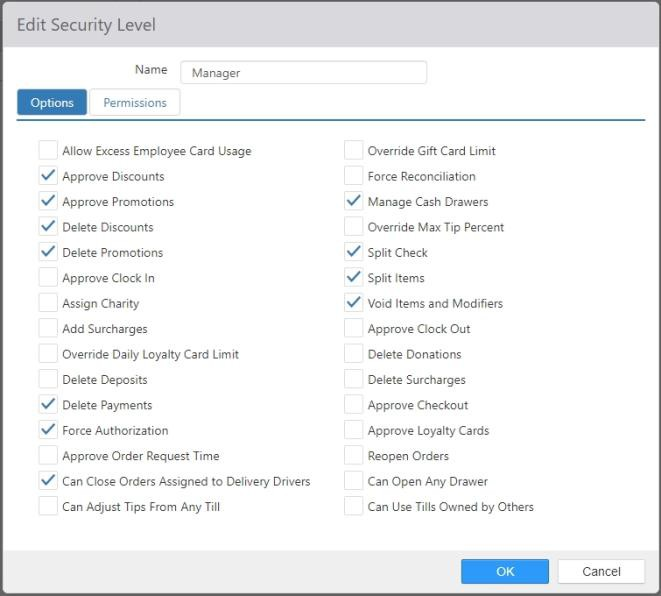 Edit Security Level
Name Manager
Options Permissions
Allow Excess Employee Card Usage
Approve Discounts
Approve Promotions
Delete Discounts
Delete Promotions
Approve Clock In
Assign Charity
Add Surcharges
Override Daily Loyalty Card Limit
Delete Deposits
Delete Payments
Force Authorization
Approve Order Request Time
Can Close Orders Assigned to Delivery Drivers
Can Adjust Tips From Any Till
Override Gift Card Limit
Force Reconciliation
Manage Cash Drawers
Override Max Tip Percent
Split Check
Split Items
Void Items and Modifiers
Approve Clock Out
Delete Donations
Delete Surcharges
Approve Checkout
Approve Loyalty Cards
Reopen Orders
Can Open Any Drawer
Can Use Tills Owned by Others
OK Cancel